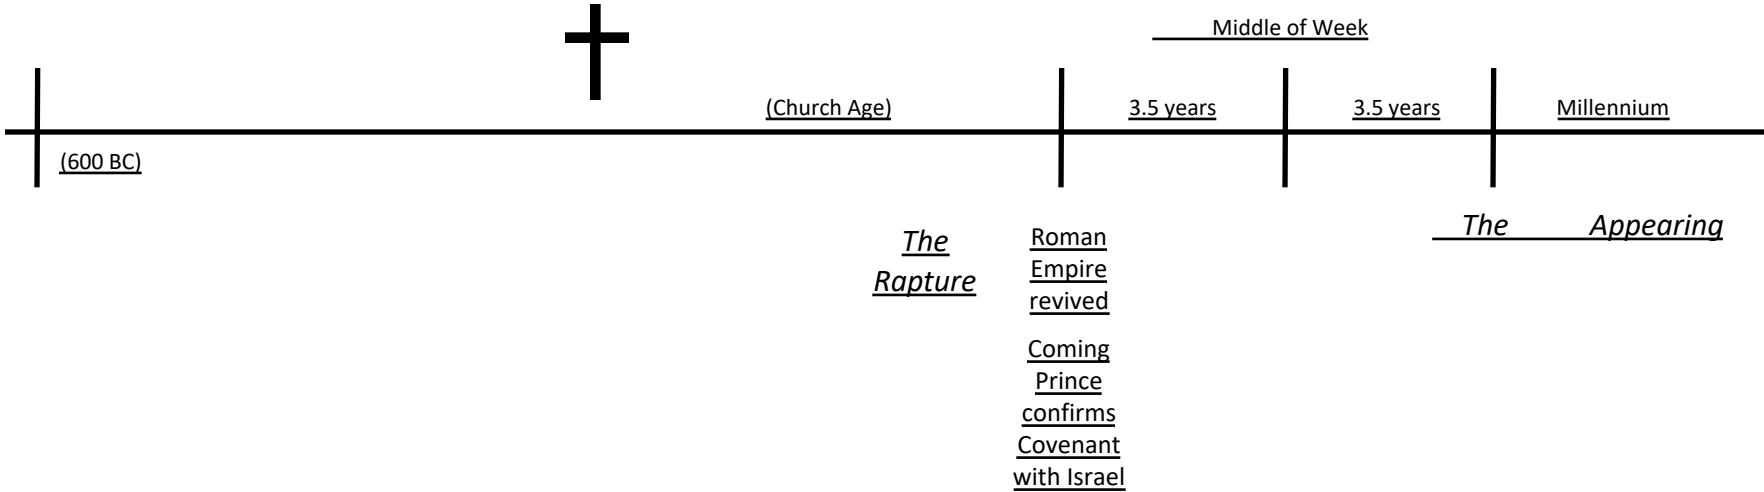 Middle of Week
(Church Age)
3.5 years
3.5 years
Millennium
(600 BC)
The
Rapture
Roman
Empire
revived
Coming
Prince
confirms
Covenant
with Israel
The Appearing